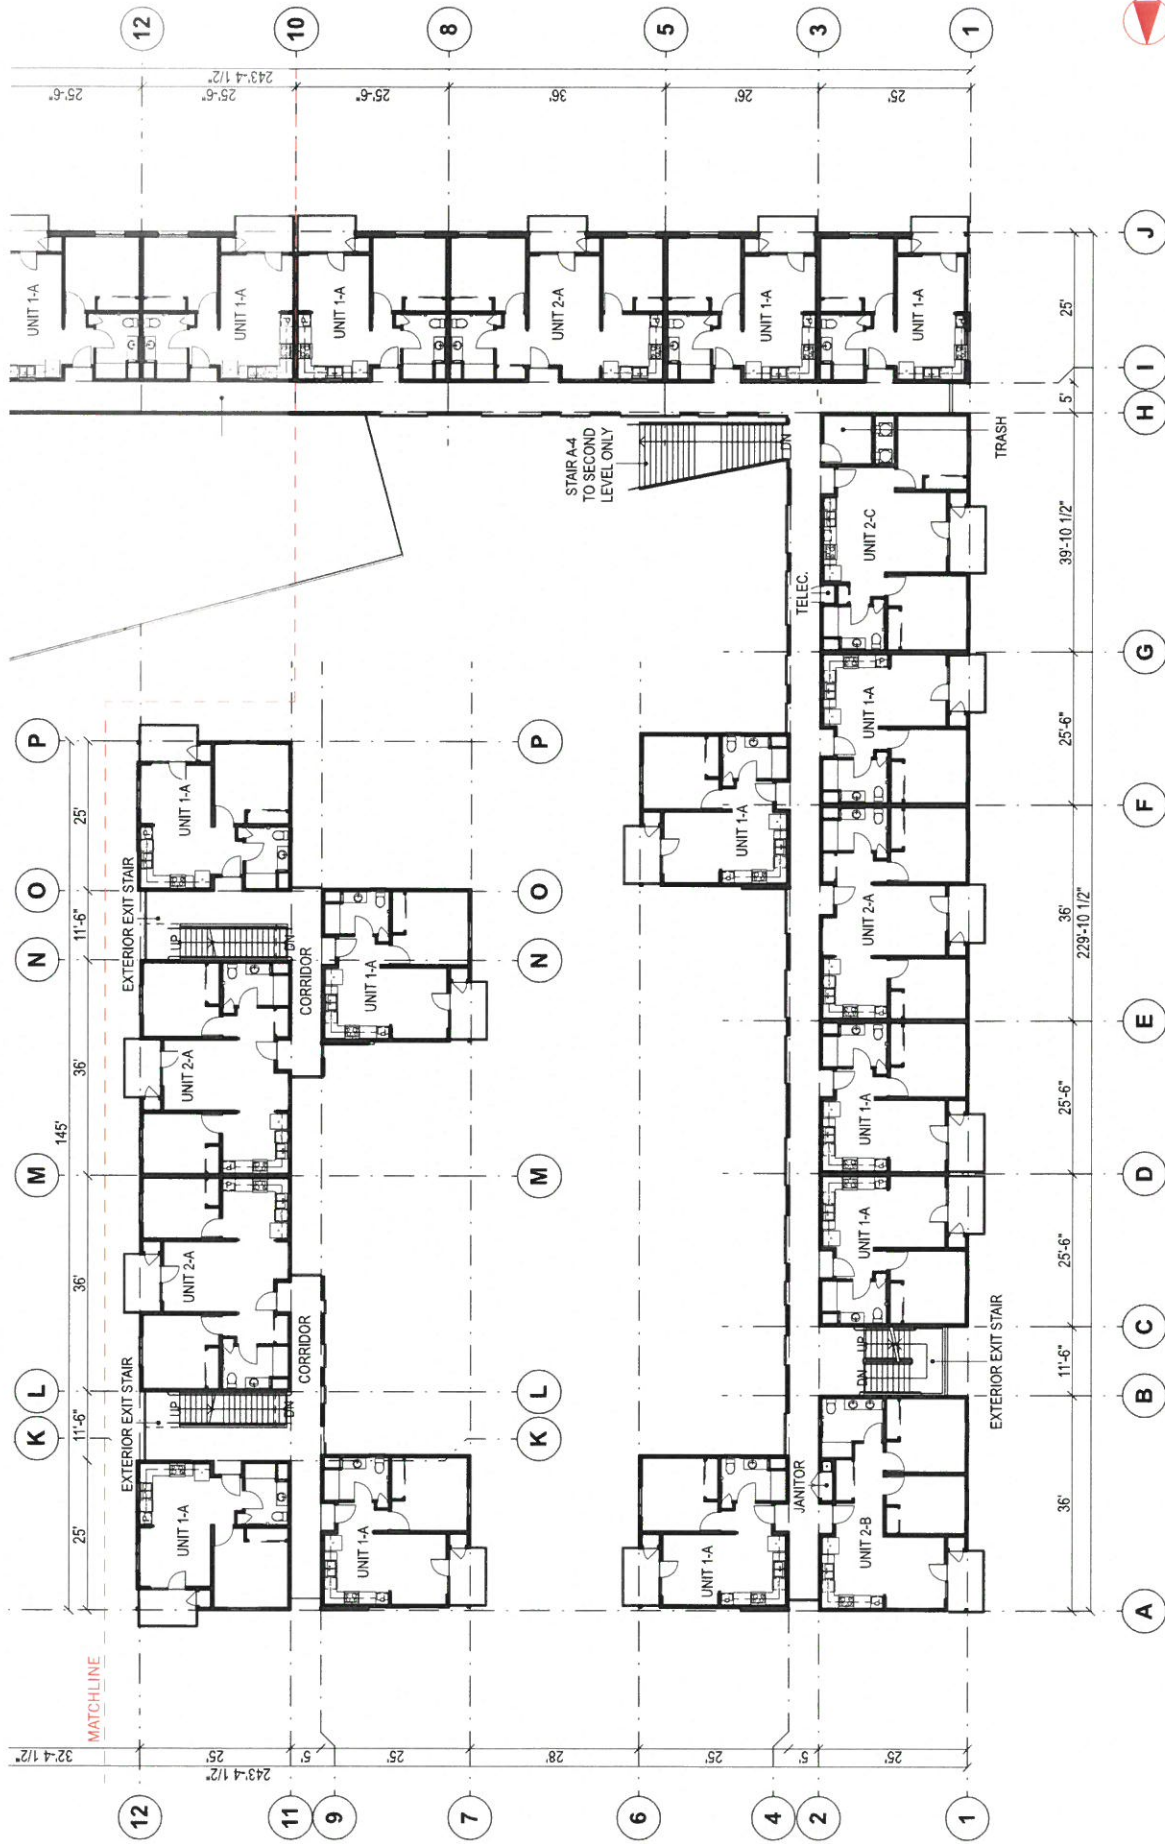 12
10
8
5
3
1
243'-4 1/2"
25'-6"
25'-6"
25'-6"
36'
26'
25'
UNIT 1-A
UNIT 1-A
UNIT 1-A
UNIT 2-A
UNIT 1-A
UNIT 1-A
J
I
H
25'
5'
STAIR A-4
TO SECOND
LEVEL ONLY
DN
TRASH
UNIT 2-C
TELEC.
39'-10 1/2"
G
UNIT 1-A
25'-6"
F
UNIT 2-A
36'
229'-10 1/2"
E
UNIT 1-A
25'-6"
D
UNIT 1-A
25'-6"
C
EXTERIOR EXIT STAIR
UP
DN
11'-6"
B
JANITOR
UNIT 2-B
36'
A
P
P
25'
UNIT 1-A
UNIT 1-A
O
O
EXTERIOR EXIT STAIR
11'-6"
UP
DN
N
N
CORRIDOR
UNIT 1-A
36'
145'
UNIT 2-A
M
M
36'
UNIT 2-A
CORRIDOR
L
L
EXTERIOR EXIT STAIR
11'-6"
UP
DN
K
K
25'
UNIT 1-A
UNIT 1-A
UNIT 1-A
MATCHLINE
32'-4 1/2"
243'-4 1/2"
25'
5'
25'
28'
25'
5'
25'
12
11
9
7
6
4
2
1